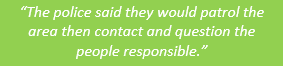 “The police said they would patrol the
area then contact and question the
people responsible.”